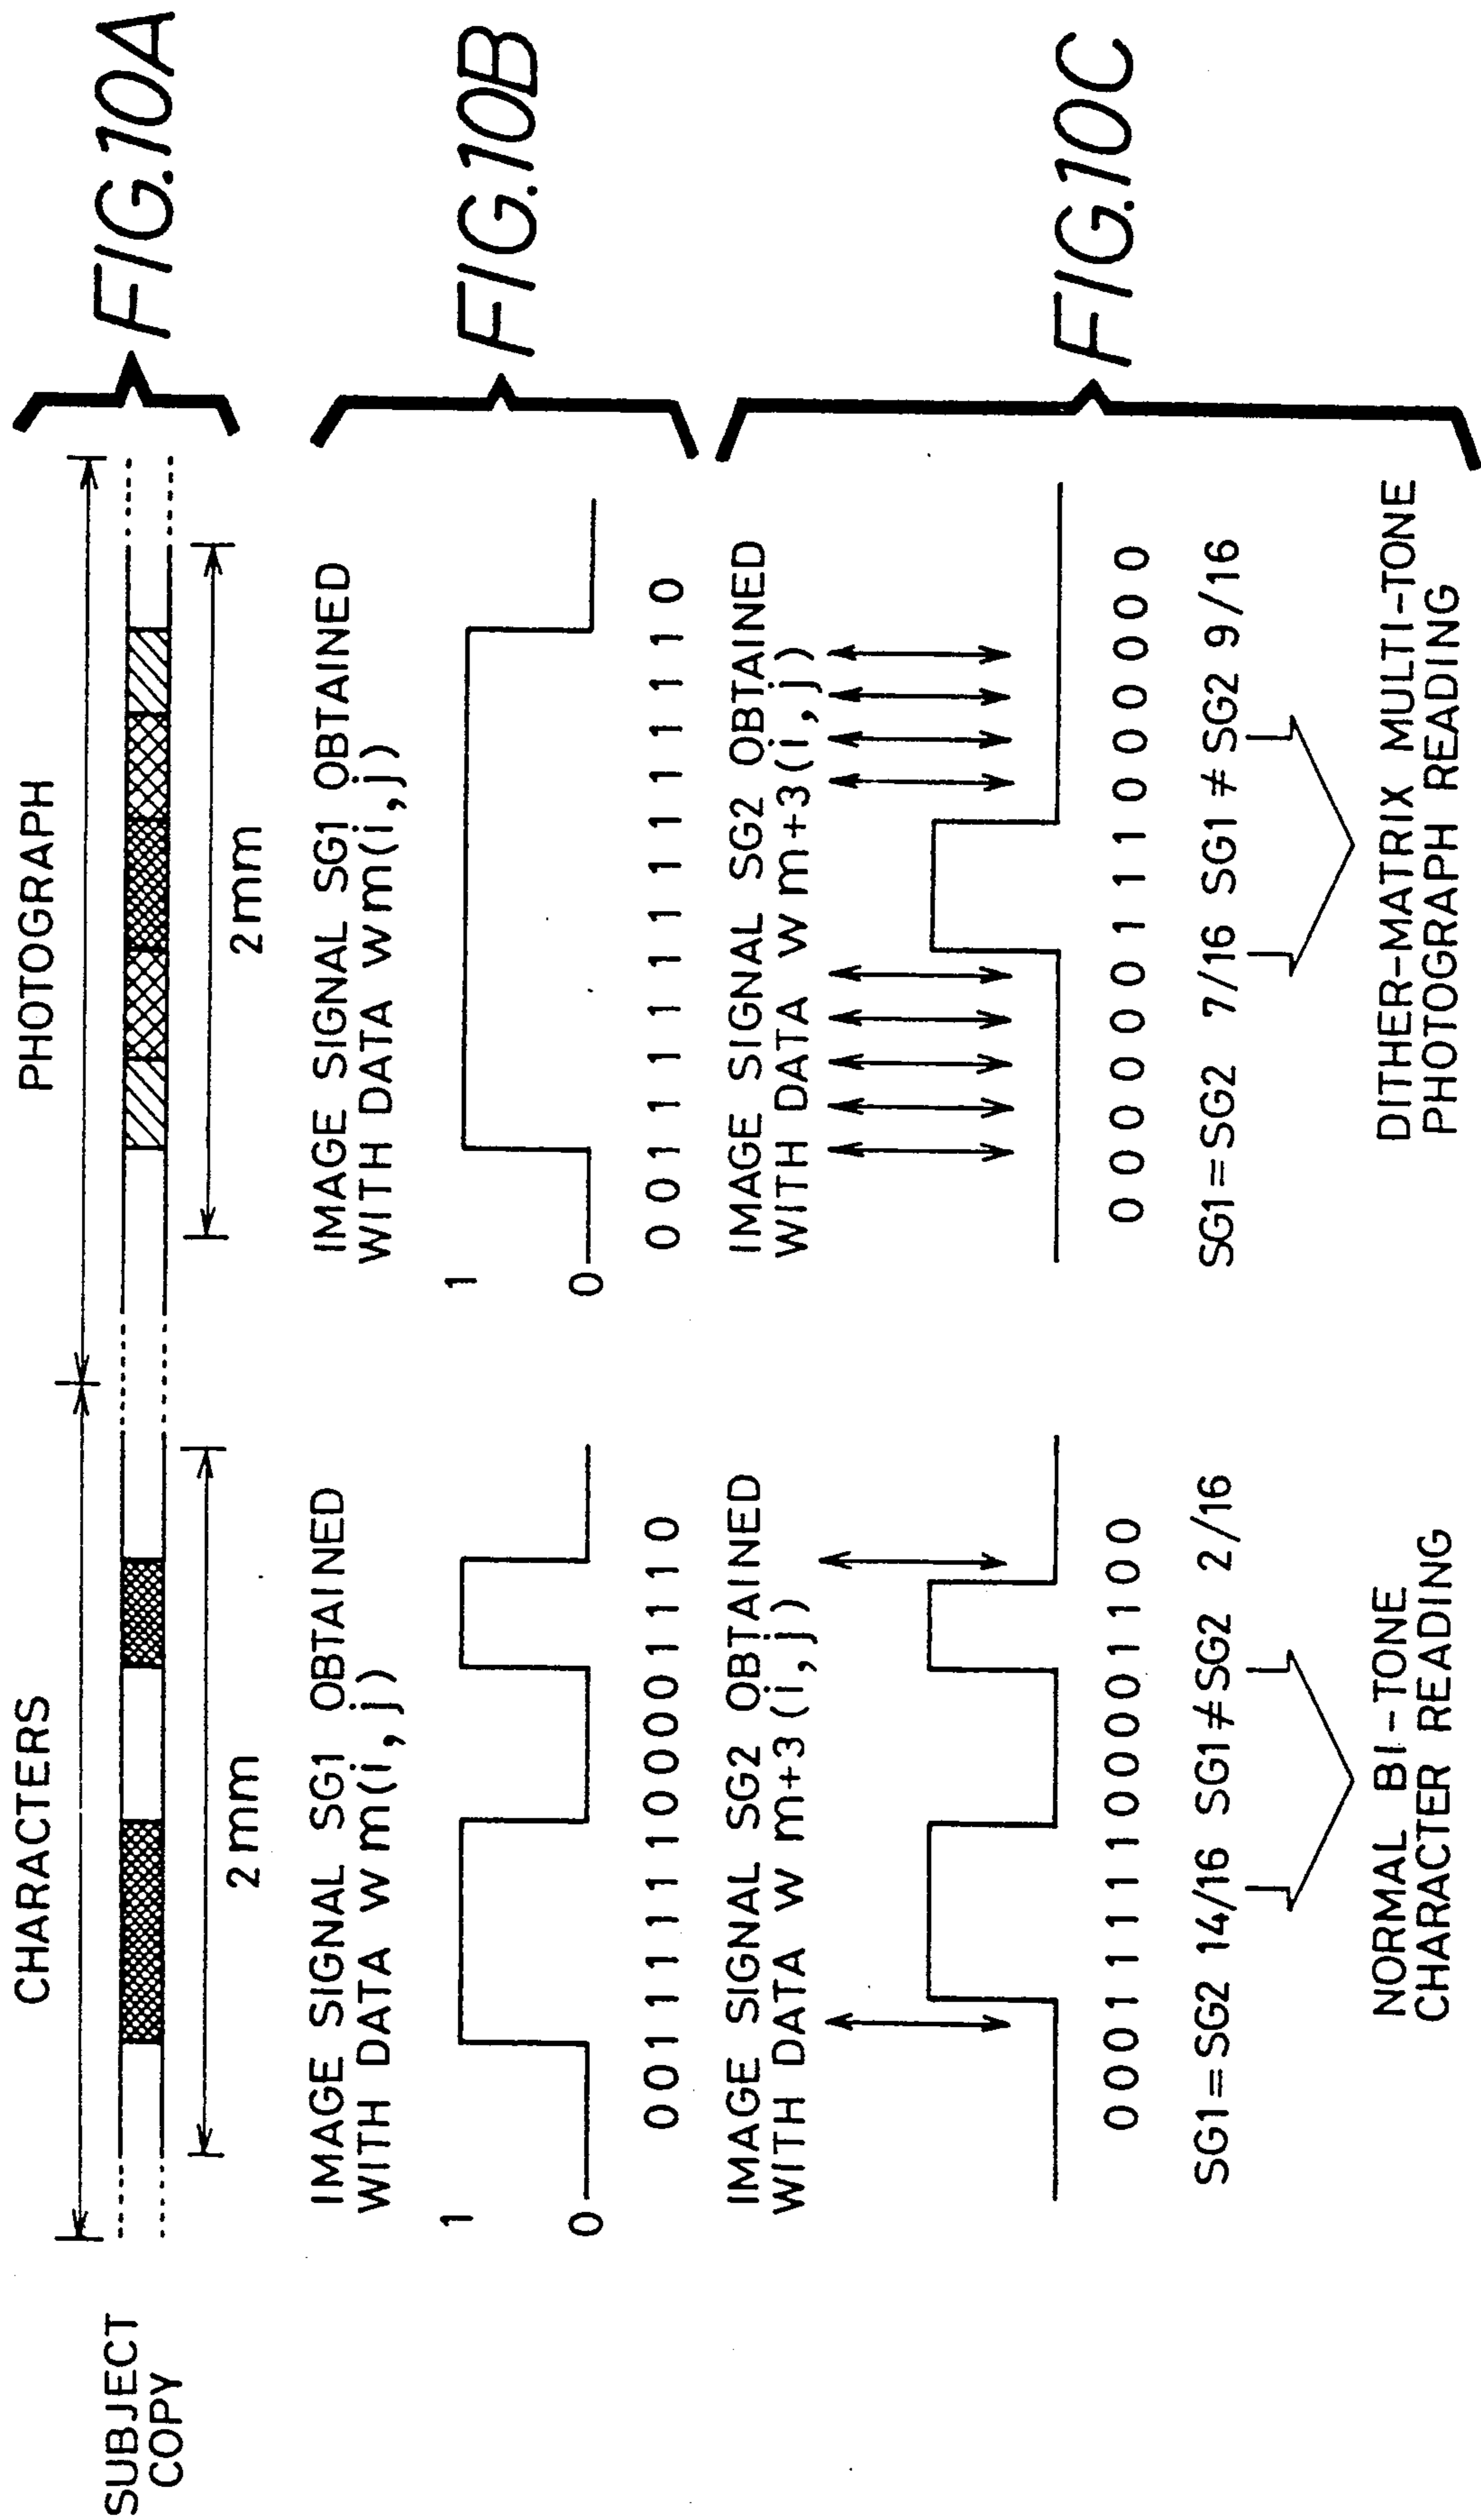 FIG.10A
CHARACTERS
PHOTOGRAPH
SUBJECT
COPY
2mm
2mm
FIG.10B
IMAGE SIGNAL SG1 OBTAINED
WITH DATA Wm(i,j)
1
0
0011111100001110
IMAGE SIGNAL SG1 OBTAINED
WITH DATA Wm(i,j)
1
0
0011111111111110
FIG.10C
IMAGE SIGNAL SG2 OBTAINED
WITH DATA Wm+3(i,j)
0001111100001100
SG1=SG2 14/16 SG1≠SG2 2/16
NORMAL BI-TONE
CHARACTER READING
IMAGE SIGNAL SG2 OBTAINED
WITH DATA Wm+3(i,j)
0000000111000000
SG1=SG2 7/16 SG1≠SG2 9/16
DITHER-MATRIX MULTI-TONE
PHOTOGRAPH READING